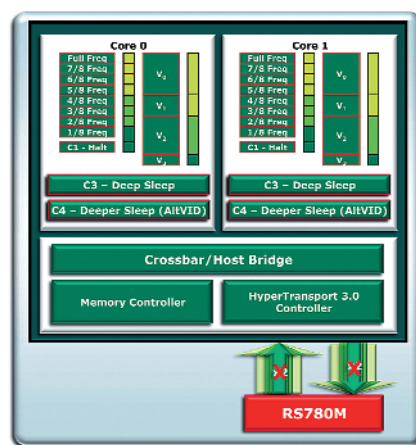 Core 0
Full Freq
7/8 Freq
6/8 Freq
5/8 Freq
4/8 Freq
3/8 Freq
2/8 Freq
1/8 Freq
C1 - Halt
V0
V1
V2
V3
C3 – Deep Sleep
C4 – Deeper Sleep (AltVID)
Core 1
Full Freq
7/8 Freq
6/8 Freq
5/8 Freq
4/8 Freq
3/8 Freq
2/8 Freq
1/8 Freq
C1 - Halt
V0
V1
V2
V3
C3 – Deep Sleep
C4 – Deeper Sleep (AltVID)
Crossbar/Host Bridge
Memory Controller
HyperTransport 3.0
Controller
RS780M